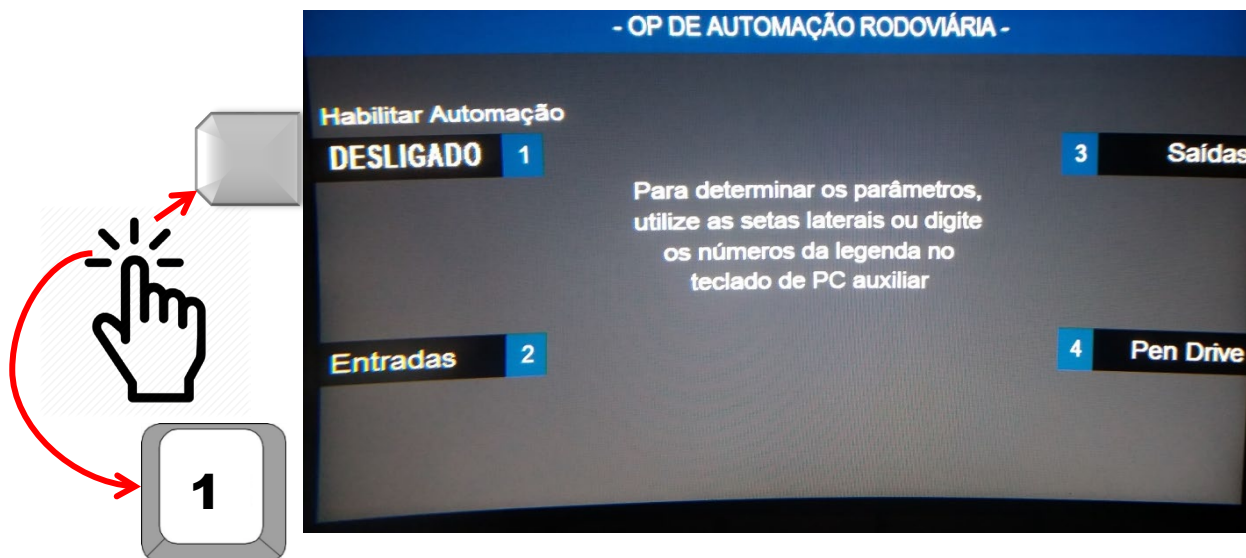 - OP DE AUTOMAÇÃO RODOVIÁRIA -
Habilitar Automação
DESLIGADO 1
3 Saídas
Para determinar os parâmetros,
utilize as setas laterais ou digite
os números da legenda no
teclado de PC auxiliar
Entradas 2
4 Pen Drive
1